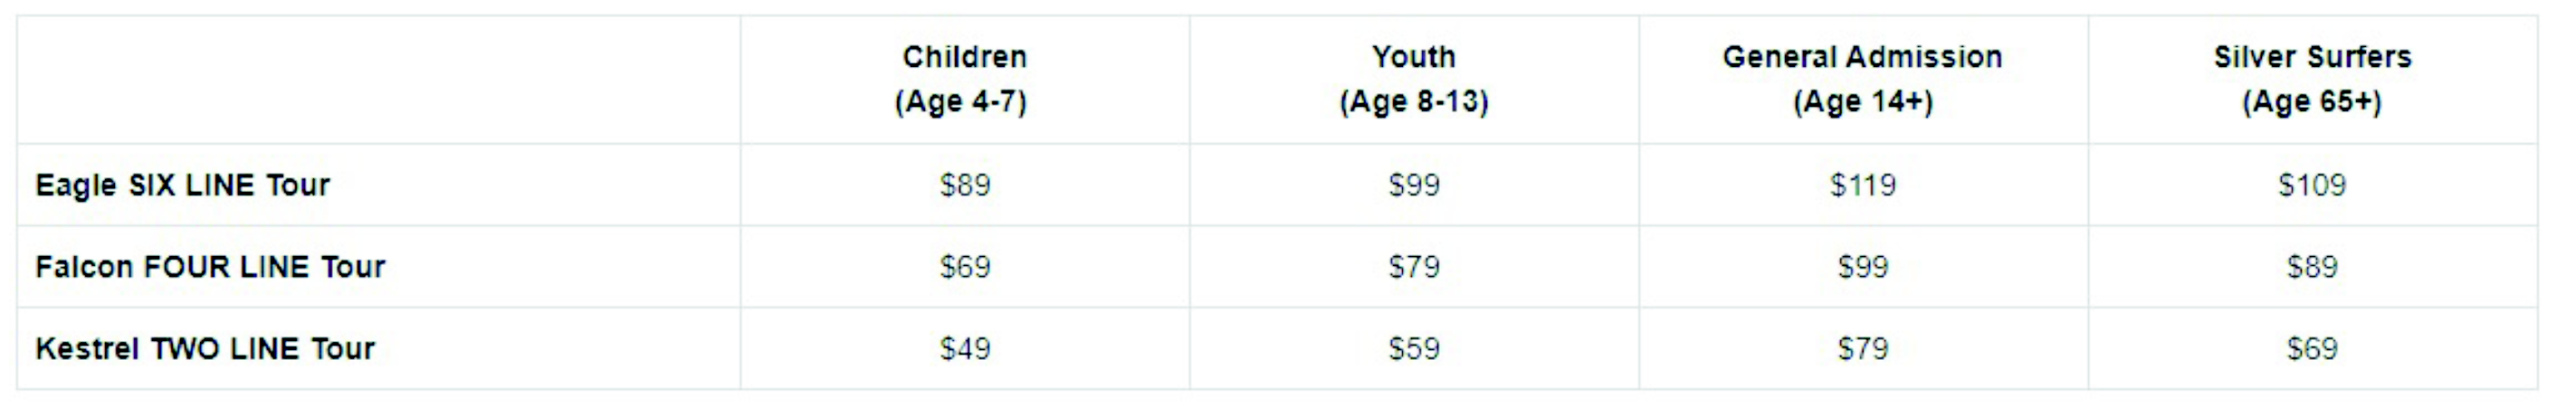 Children Youth General Admission Silver Surfers
(Age 4-7) (Age 8-13) (Age 14+) (Age 65+)
Eagle SIX LINE Tour $89 $99 $119 $109
Falcon FOUR LINE Tour $69 $79 $99 $89
Kestrel TWO LINE Tour $49 $59 $79 $69